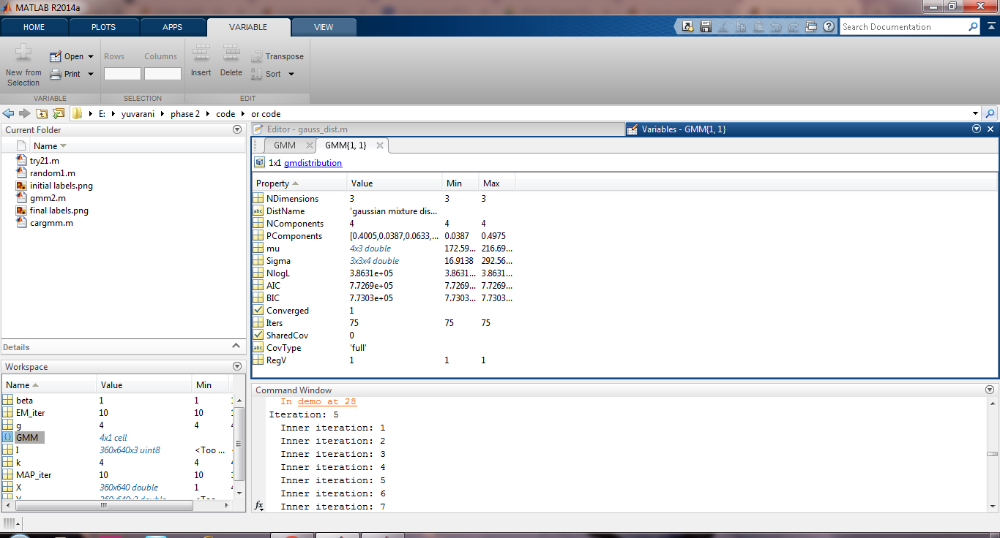 MATLAB R2014a
HOME PLOTS APPS VARIABLE VIEW Search Documentation
New from Selection Open Print Rows Columns Insert Delete Transpose Sort
VARIABLE SELECTION EDIT
E: yuvarani phase 2 code or code
Current Folder
Name
try21.m
random1.m
initial labels.png
gmm2.m
final labels.png
cargmm.m
Details
Workspace
Name Value Min
beta 1 1
EM_iter 10 10
g 4 4
GMM 4x1 cell
I 360x640x3 uint8 <Too ...
k 4 4
MAP_iter 10 10
X 360x640 double 1
Editor - gauss_dist.m
Variables - GMM{1, 1}
GMM GMM{1, 1}
1x1 gmdistribution
Property Value Min Max
NDimensions 3 3 3
DistName 'gaussian mixture dis...
NComponents 4 4 4
PComponents [0.4005,0.0387,0.0633,... 0.0387 0.4975
mu 4x3 double 172.59... 216.69...
Sigma 3x3x4 double 16.9138 292.56...
NlogL 3.8631e+05 3.8631... 3.8631...
AIC 7.7269e+05 7.7269... 7.7269...
BIC 7.7303e+05 7.7303... 7.7303...
Converged 1
Iters 75 75 75
SharedCov 0
CovType 'full'
RegV 1 1 1
Command Window
In demo at 28
Iteration: 5
Inner iteration: 1
Inner iteration: 2
Inner iteration: 3
Inner iteration: 4
Inner iteration: 5
Inner iteration: 6
Inner iteration: 7
fx